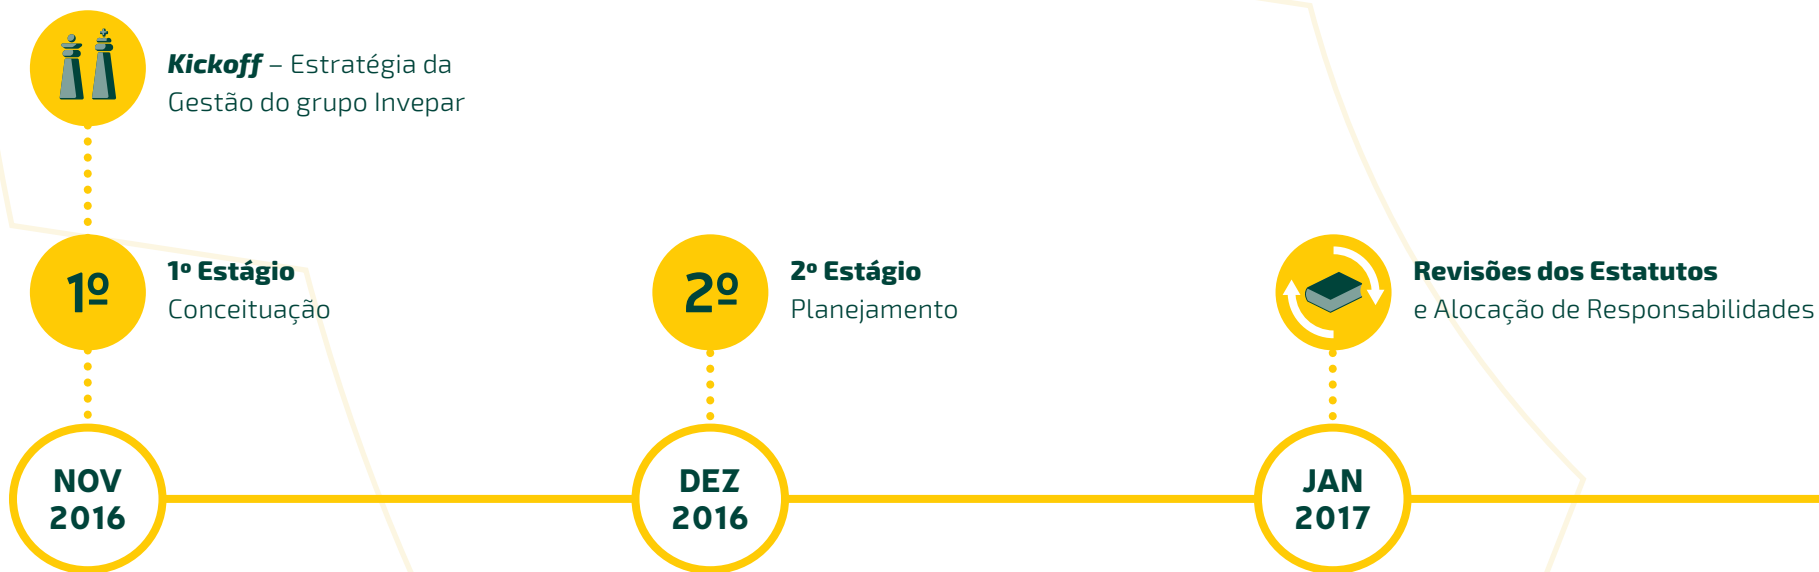 Kickoff – Estratégia da
Gestão do grupo Invepar
1º
1º Estágio
Conceituação
NOV
2016
2º
2º Estágio
Planejamento
DEZ
2016
Revisões dos Estatutos
e Alocação de Responsabilidades
JAN
2017